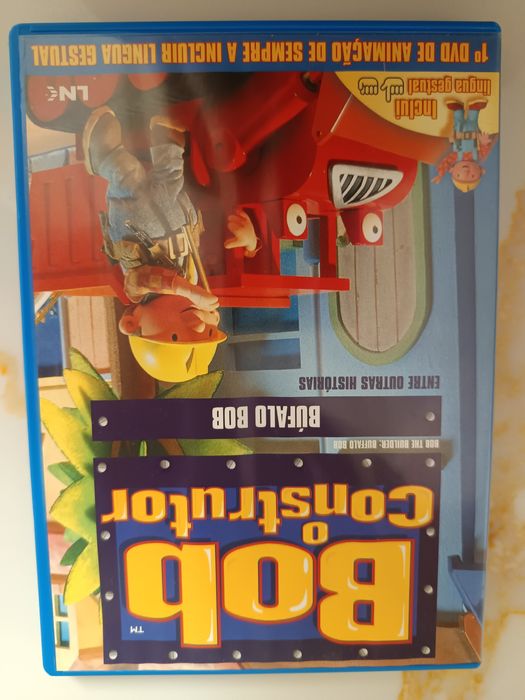 Bob
TM
o
Construtor
BOB THE BUILDER: BUFALO BOB
BÚFALO BOB
ENTRE OUTRAS HISTÓRIAS
Inclui
língua gestual
LNK
1º DVD DE ANIMAÇÃO DE SEMPRE A INCLUIR LINGUA GESTUAL